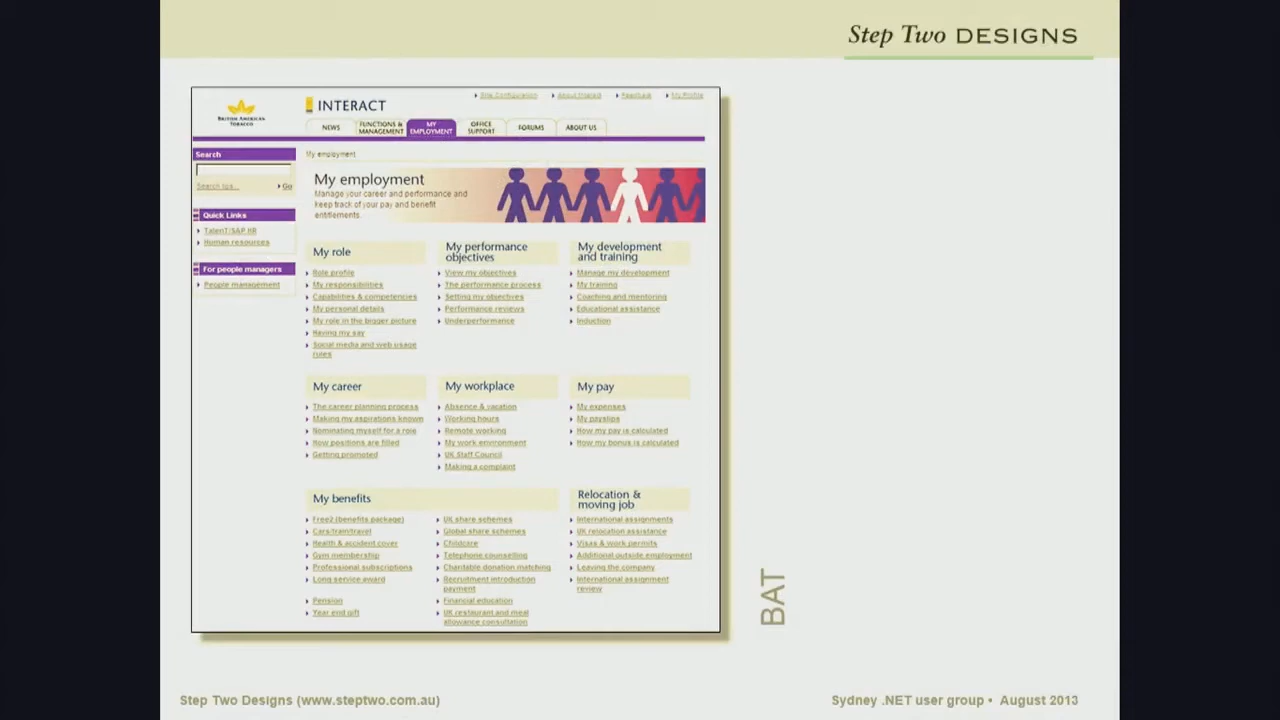 Step Two DESIGNS
BRITISH AMERICAN
TOBACCO
INTERACT
Site Configuration
About Interact
Feedback
My Profile
NEWS
FUNCTIONS &
MANAGEMENT
MY
EMPLOYMENT
OFFICE
SUPPORT
FORUMS
ABOUT US
Search
Search tips...
Go
Quick Links
TalenT/SAP HR
Human resources
For people managers
People management
My employment
My employment
Manage your career and performance and
keep track of your pay and benefit
entitlements.
My role
Role profile
My responsibilities
Capabilities & competencies
My personal details
My role in the bigger picture
Having my say
Social media and web usage
rules
My performance
objectives
View my objectives
The performance process
Setting my objectives
Performance reviews
Underperformance
My development
and training
Manage my development
My training
Coaching and mentoring
Educational assistance
Induction
My career
The career planning process
Making my aspirations known
Nominating myself for a role
How positions are filled
Getting promoted
My workplace
Absence & vacation
Working hours
Remote working
My work environment
UK Staff Council
Making a complaint
My pay
My expenses
My payslips
How my pay is calculated
How my bonus is calculated
My benefits
Free2 (benefits package)
Cars/train/travel
Health & accident cover
Gym membership
Professional subscriptions
Long service award
Pension
Year end gift
UK share schemes
Global share schemes
Childcare
Telephone counselling
Charitable donation matching
Recruitment introduction
payment
Financial education
UK restaurant and meal
allowance consultation
Relocation &
moving job
International assignments
UK relocation assistance
Visas & work permits
Additional outside employment
Leaving the company
International assignment
review
BAT
Step Two Designs (www.steptwo.com.au)
Sydney .NET user group • August 2013